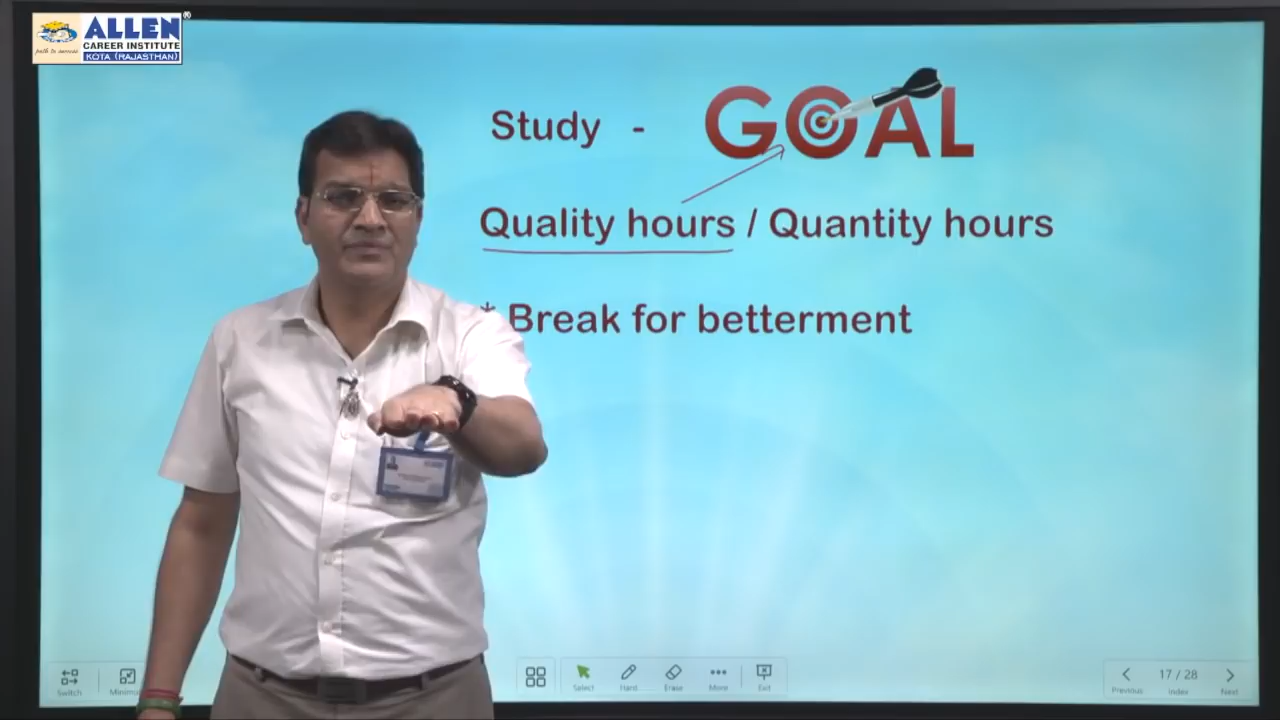 ALLEN®
path to success
CAREER INSTITUTE
KOTA (RAJASTHAN)
Study - GOAL
Quality hours / Quantity hours
* Break for betterment
Switch
Select
Hard
Erase
More
Exit
Previous
17 / 28
Index
Next